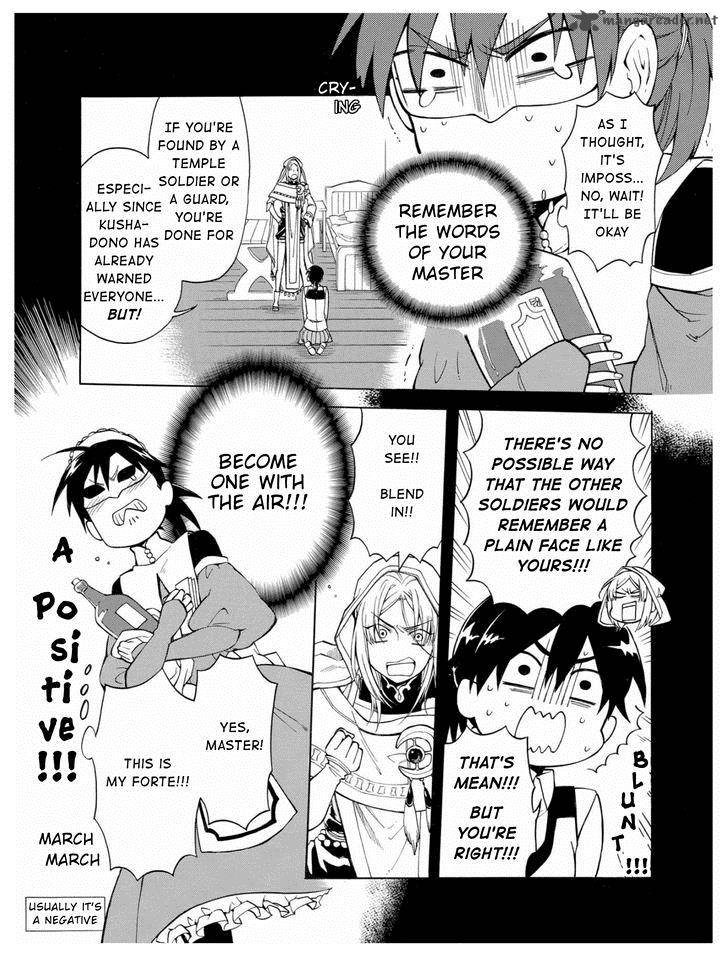 mangareader.net
AS I
THOUGHT,
IT'S
IMPOSS...
NO, WAIT!
IT'LL BE
OKAY
CRY-
ING
REMEMBER
THE WORDS
OF YOUR
MASTER
IF YOU'RE
FOUND BY A
TEMPLE
SOLDIER OR
A GUARD,
YOU'RE
DONE FOR
ESPECI-
ALLY SINCE
KUSHA-
DONO HAS
ALREADY
WARNED
EVERYONE...
BUT!
THERE'S NO
POSSIBLE WAY
THAT THE OTHER
SOLDIERS WOULD
REMEMBER A
PLAIN FACE LIKE
YOURS!!!
BLUNT!!!
THAT'S
MEAN!!!
BUT
YOU'RE
RIGHT!!!
YOU
SEE!!
BLEND
IN!!
BECOME
ONE WITH
THE AIR!!!
YES,
MASTER!
THIS IS
MY FORTE!!!
A
Positive!!!
MARCH
MARCH
USUALLY IT'S
A NEGATIVE